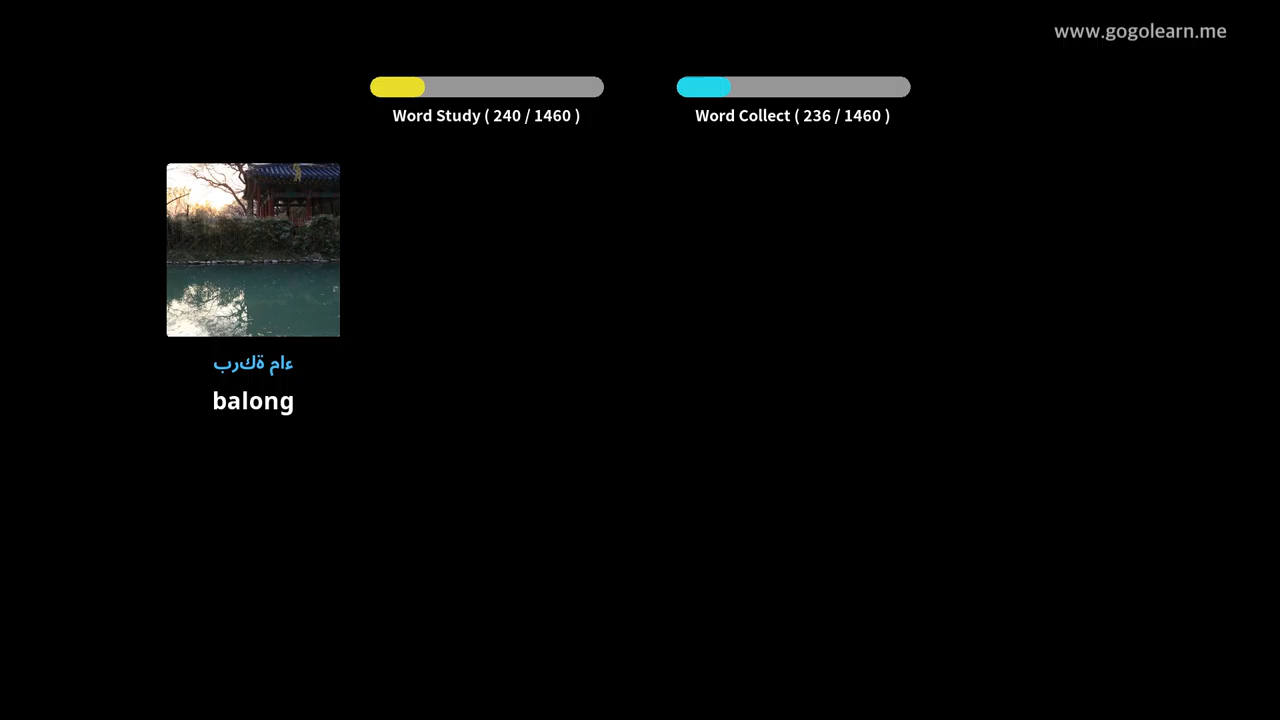 www.gogolearn.me
Word Study ( 240 / 1460 )
Word Collect ( 236 / 1460 )
ءام ةكرب
balong